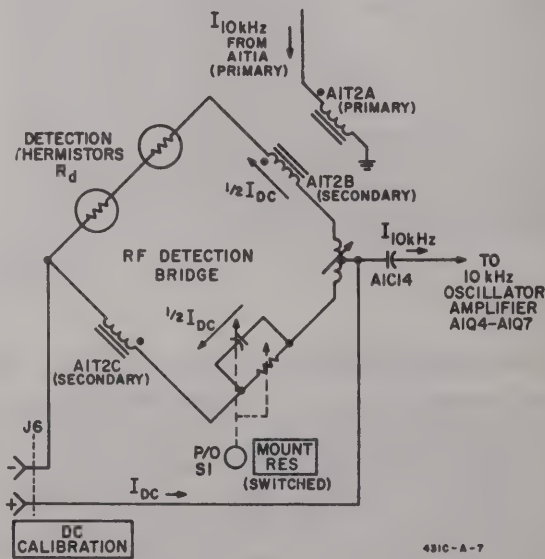 I10kHz
FROM
A1T1A
(PRIMARY)
A1T2A
(PRIMARY)
DETECTION
THERMISTORS
Rd
A1T2B
(SECONDARY)
1/2 IDC
RF DETECTION
BRIDGE
I10kHz
A1C14
TO
10 kHz
OSCILLATOR
AMPLIFIER
A1Q4-A1Q7
1/2 IDC
A1T2C
(SECONDARY)
J6
P/O
S1
MOUNT
RES
(SWITCHED)
-
+
IDC
DC
CALIBRATION
431C-A-7